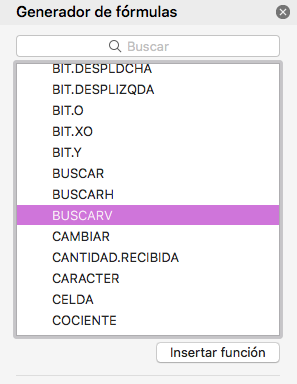 Generador de fórmulas
Buscar
BIT.DESPLDCHA
BIT.DESPLIZQDA
BIT.O
BIT.XO
BIT.Y
BUSCAR
BUSCARH
BUSCARV
CAMBIAR
CANTIDAD.RECIBIDA
CARACTER
CELDA
COCIENTE
Insertar función